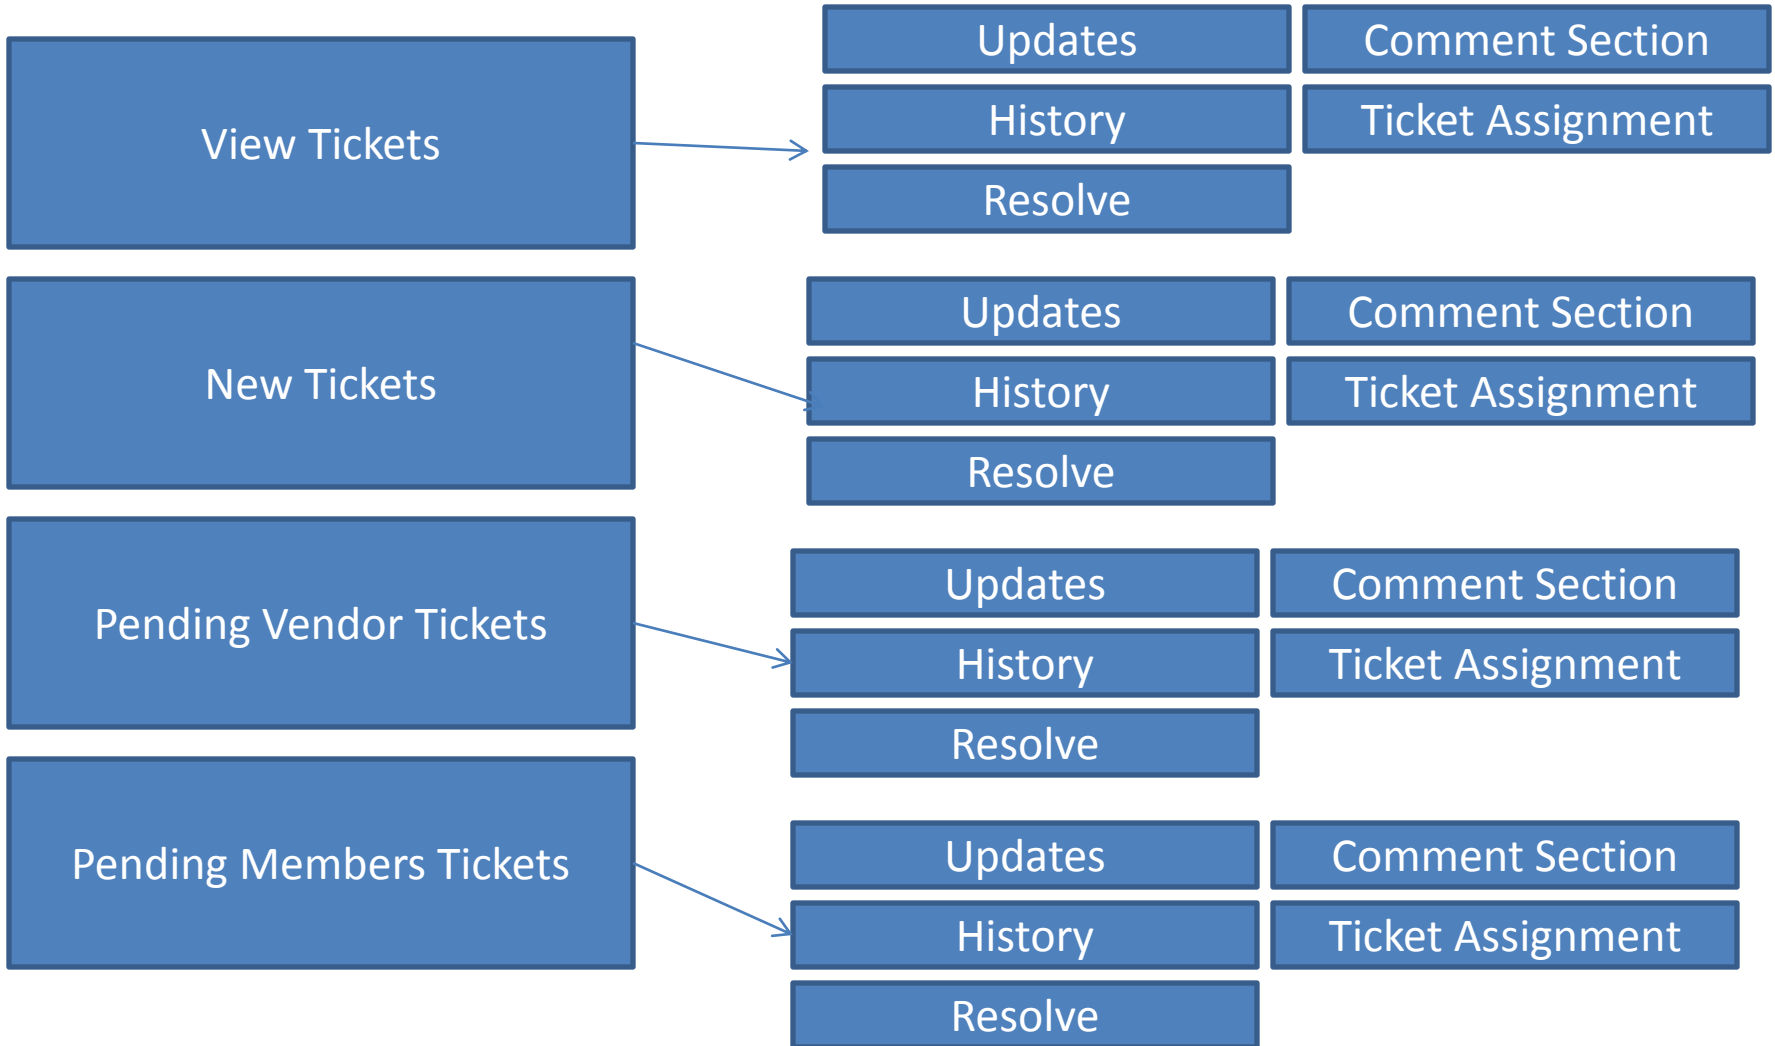 View Tickets
Updates
Comment Section
History
Ticket Assignment
Resolve
New Tickets
Updates
Comment Section
History
Ticket Assignment
Resolve
Pending Vendor Tickets
Updates
Comment Section
History
Ticket Assignment
Resolve
Pending Members Tickets
Updates
Comment Section
History
Ticket Assignment
Resolve